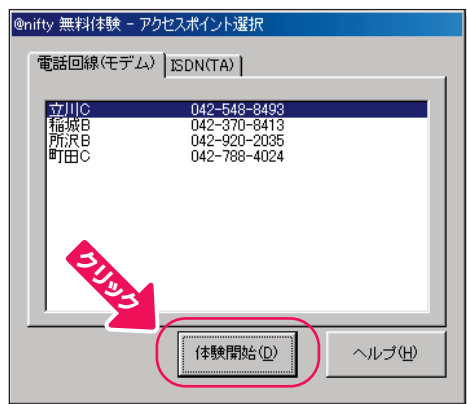 @nifty 無料体験 - アクセスポイント選択
電話回線(モデム) ISDN(TA)
立川C 042-548-8493
稲城B 042-370-8413
所沢B 042-920-2035
町田C 042-788-4024
クリック
体験開始(D) ヘルプ(H)